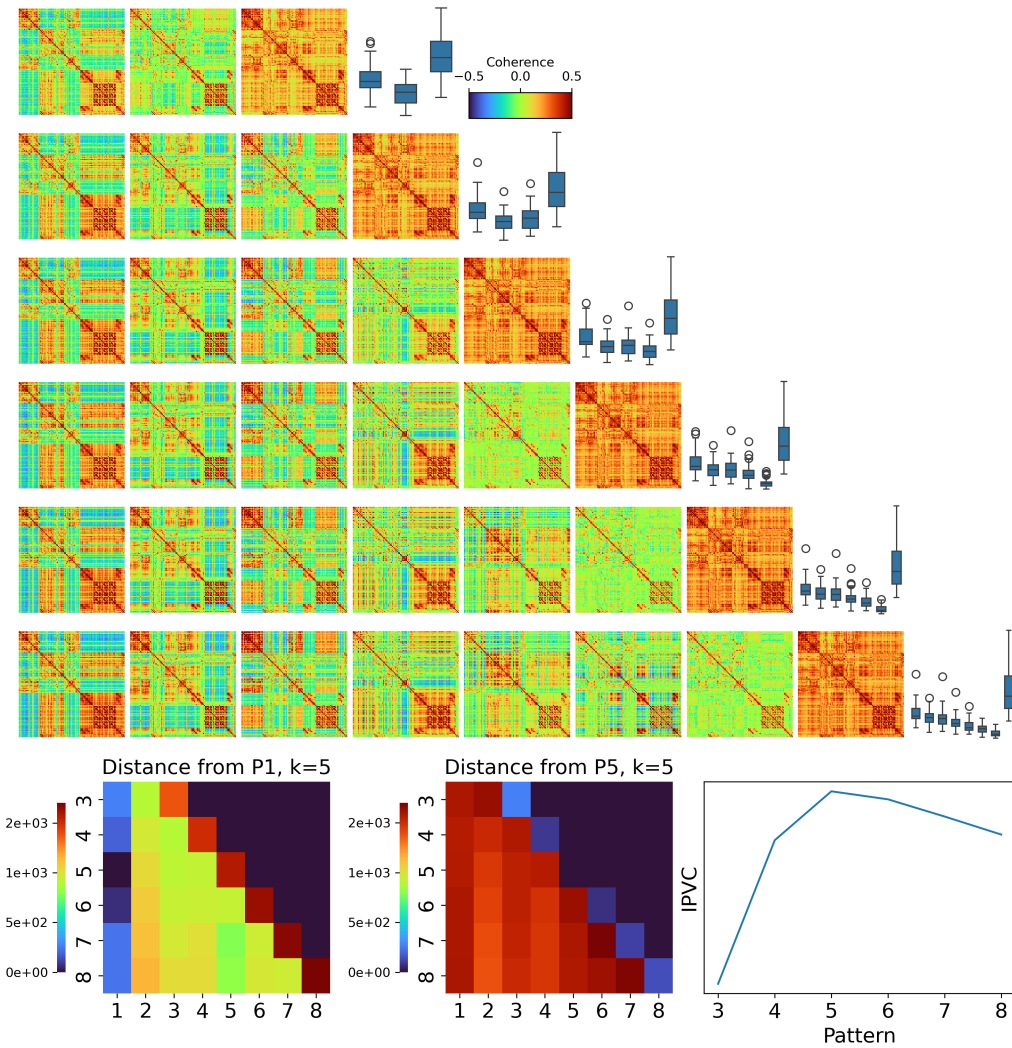 Coherence
−0.5 0.0 0.5
Distance from P1, k=5
2e+03
1e+03
5e+02
0e+00
3
4
5
6
7
8
1 2 3 4 5 6 7 8
Distance from P5, k=5
2e+03
1e+03
5e+02
0e+00
3
4
5
6
7
8
1 2 3 4 5 6 7 8
IPVC
3 4 5 6 7 8
Pattern